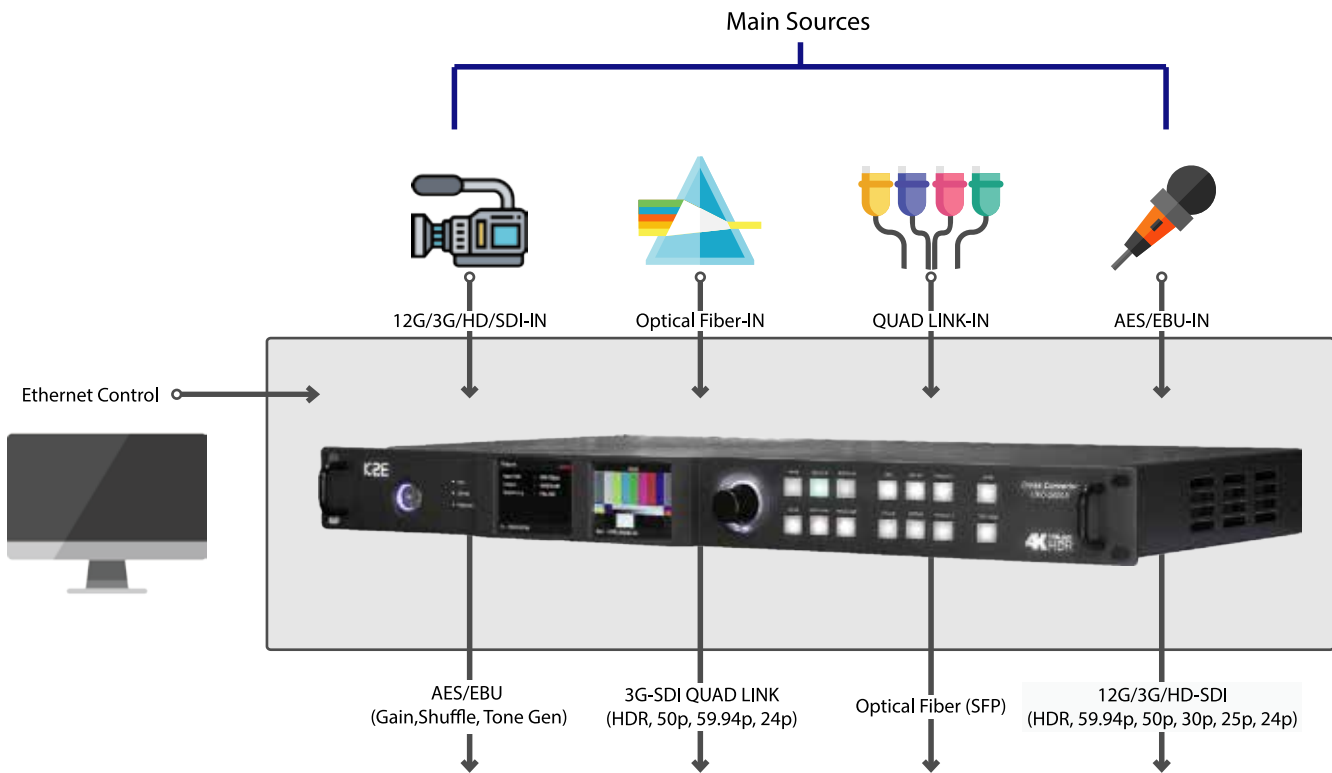 Main Sources
12G/3G/HD/SDI-IN
Optical Fiber-IN
QUAD LINK-IN
AES/EBU-IN
Ethernet Control
K2E
4K
HDR
AES/EBU
(Gain,Shuffle, Tone Gen)
3G-SDI QUAD LINK
(HDR, 50p, 59.94p, 24p)
Optical Fiber (SFP)
12G/3G/HD-SDI
(HDR, 59.94p, 50p, 30p, 25p, 24p)